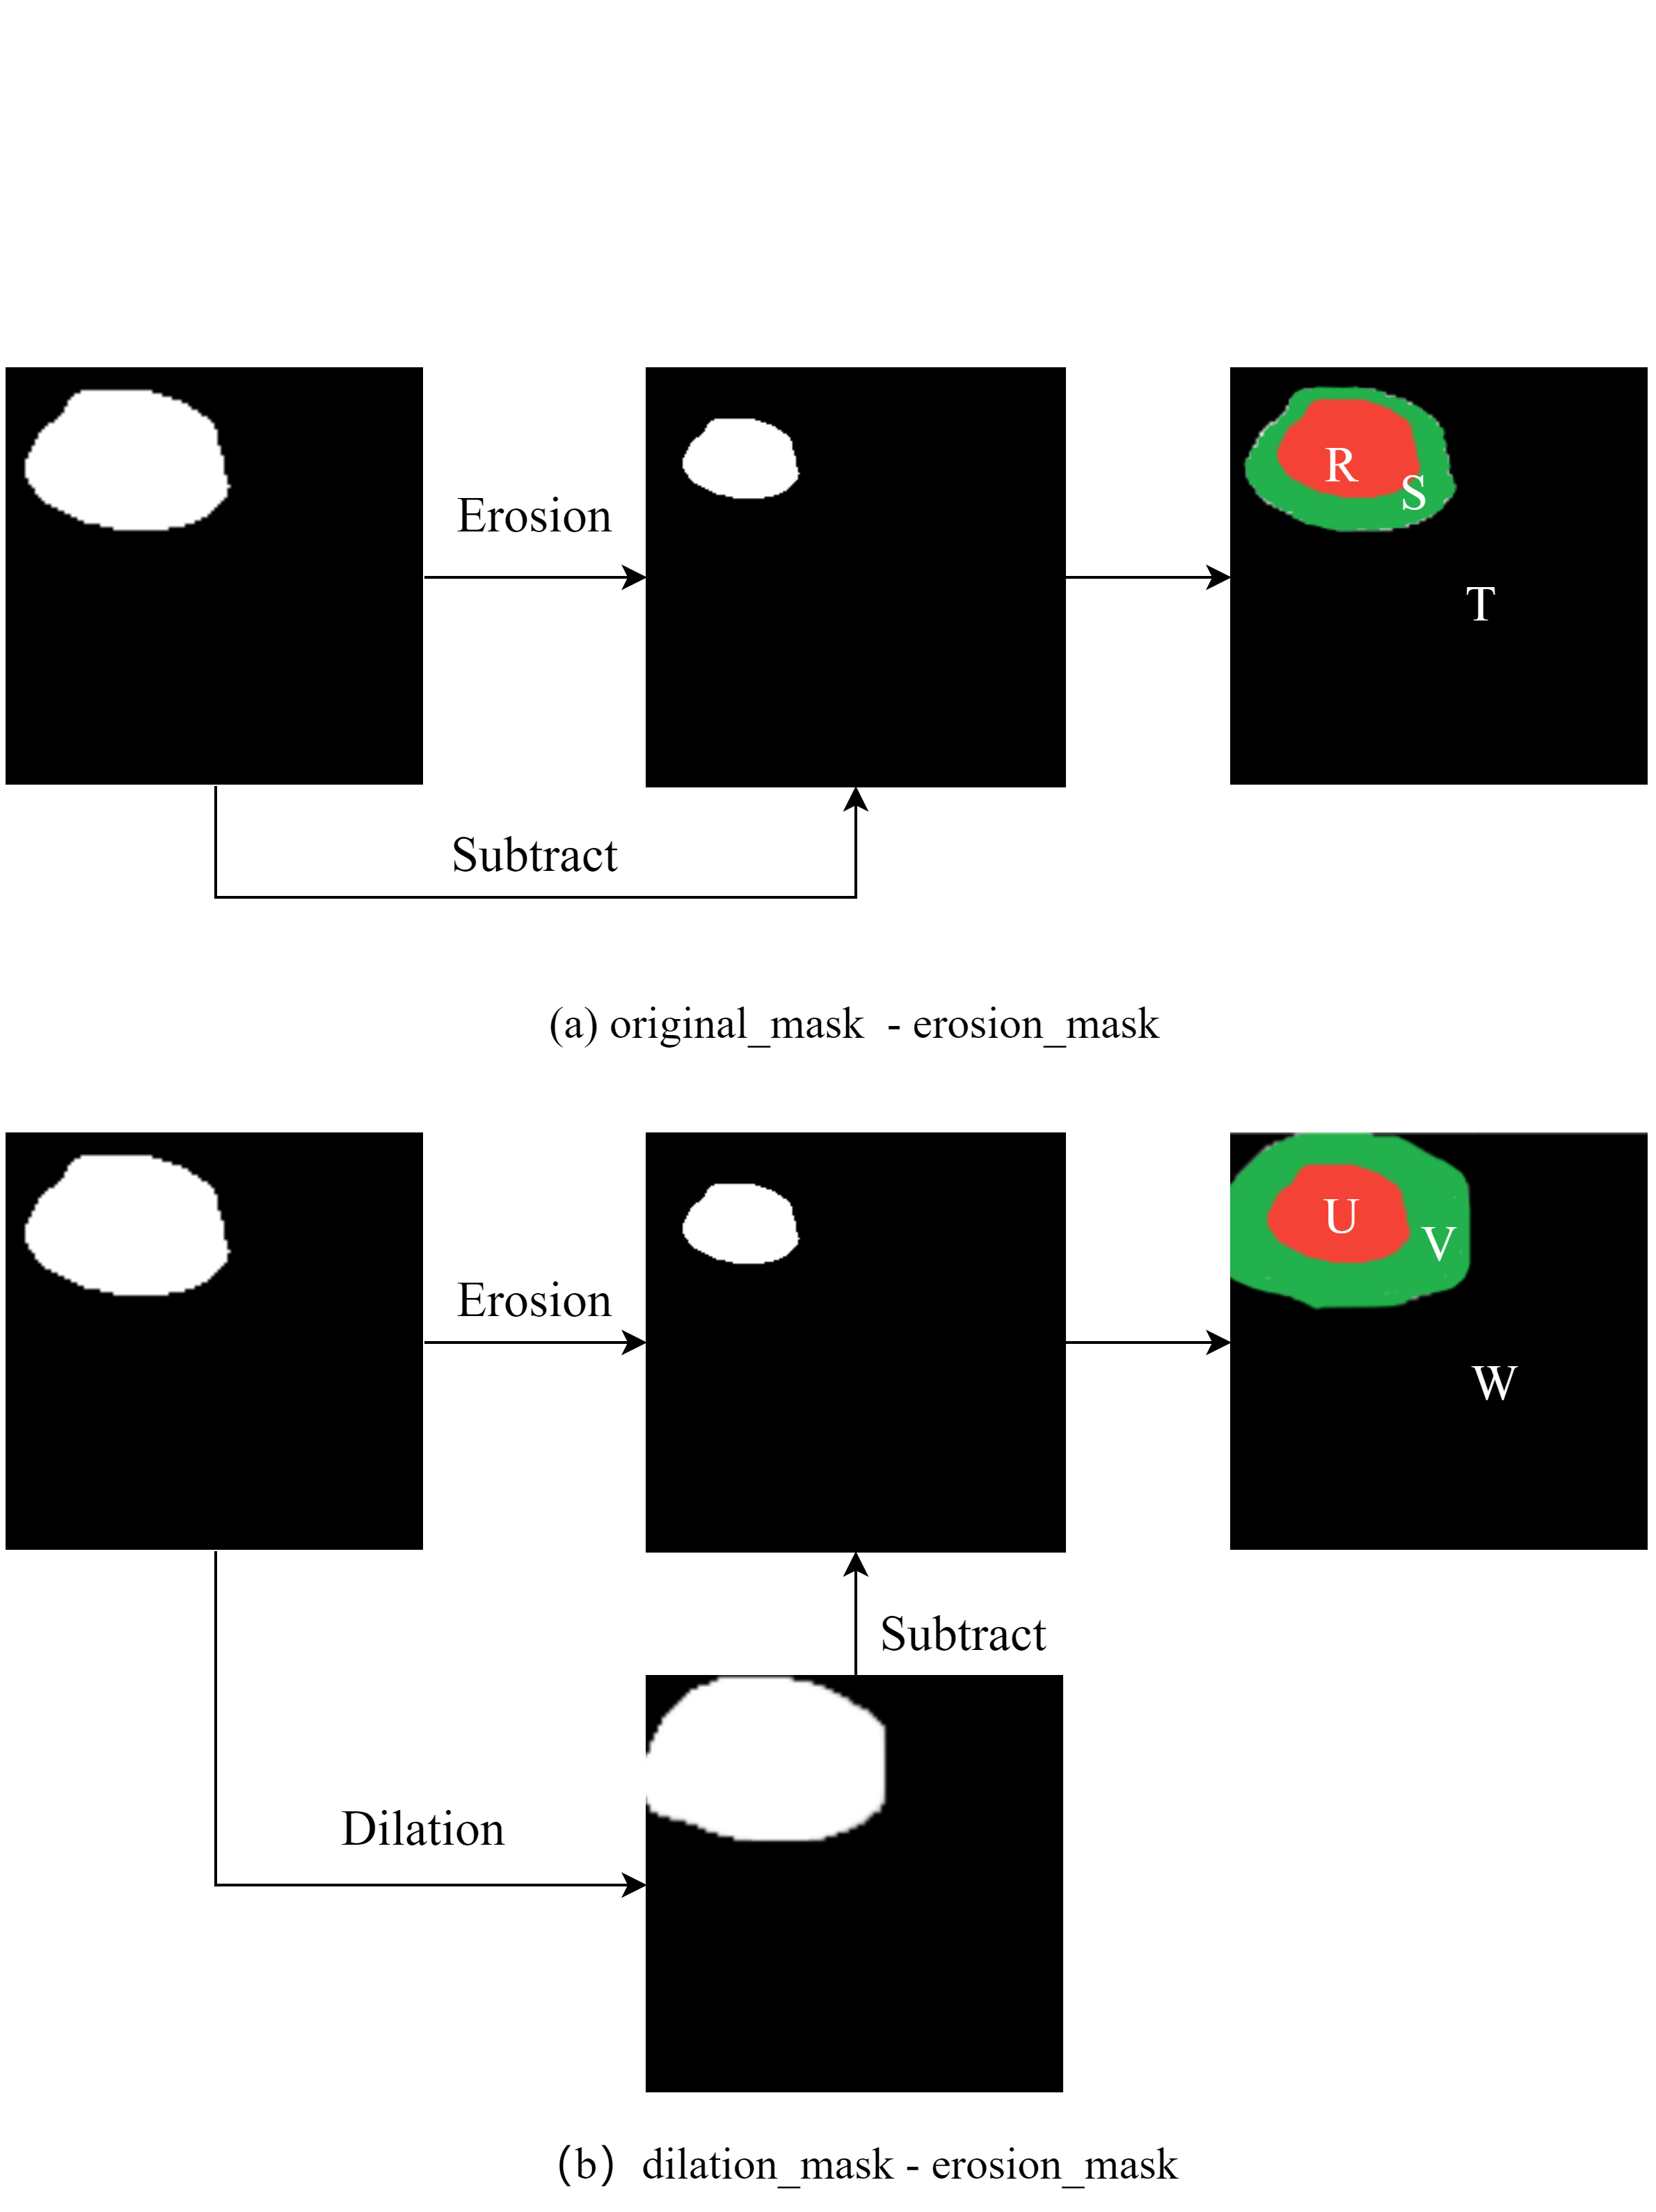 R
S
Erosion
T
Subtract
(a) original_mask - erosion_mask
U
V
Erosion
W
Subtract
Dilation
(b) dilation_mask - erosion_mask